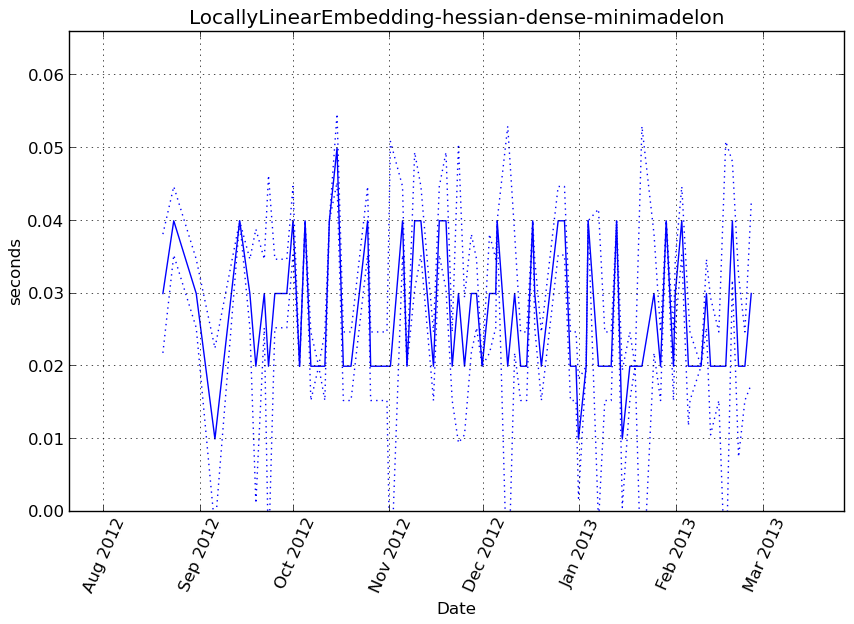 LocallyLinearEmbedding-hessian-dense-minimadelon
0.06
0.05
0.04
0.03
0.02
0.01
0.00
seconds
Aug 2012
Sep 2012
Oct 2012
Nov 2012
Dec 2012
Jan 2013
Feb 2013
Mar 2013
Date